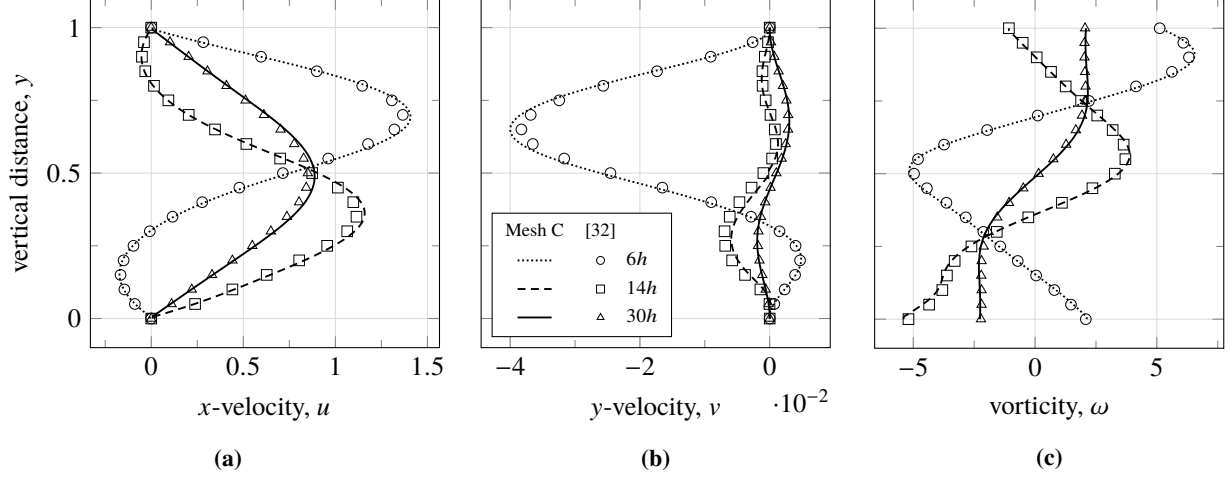 vertical distance, y
1
0.5
0
0
0.5
1
1.5
x-velocity, u
(a)
Mesh C [32]
6h
14h
30h
−4
−2
0
·10−2
y-velocity, v
(b)
−5
0
5
vorticity, ω
(c)